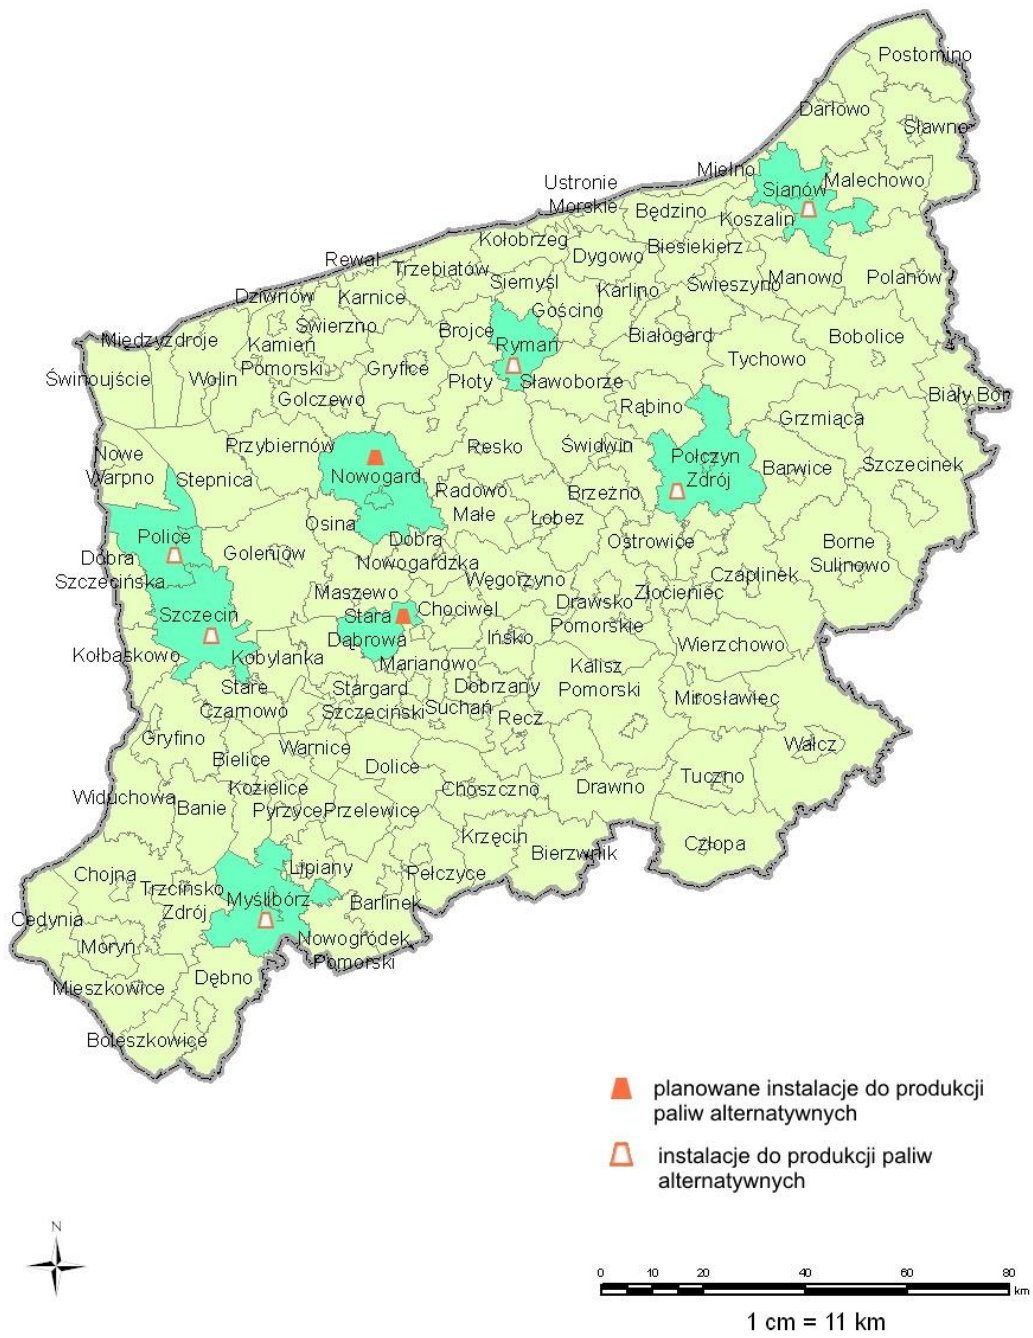 Postomino
Darłowo
Sławno
Mielno
Sianów
Malechowo
Ustronie
Morskie
Będzino
Koszalin
Kołobrzeg
Dygowo
Biesiekierz
Rewal
Trzebiatów
Siemyśl
Karlino
Świeszyno
Manowo
Polanów
Dziwnów
Karnice
Gościno
Świerzno
Brojce
Białogard
Bobolice
Międzyzdroje
Kamień
Pomorski
Ryman
Tychowo
Świnoujście
Wolin
Gryfice
Płoty
Sławoborze
Biały Bór
Golczewo
Rąbino
Grzmiąca
Przybiernów
Resko
Świdwin
Połczyn
Zdrój
Barwice
Szczecinek
Nowe
Warpno
Stepnica
Nowogard
Radowo
Małe
Brzeżno
Osina
Łobez
Police
Dobra
Nowogardzka
Ostrowice
Borne
Sulinowo
Dobra
Szczecińska
Goleniów
Węgorzyno
Czaplinek
Maszewo
Złocieniec
Szczecin
Stara
Dąbrowa
Chociwel
Drawsko
Pomorskie
Ińsko
Wierzchowo
Kołbaskowo
Kobylanka
Marianowo
Kalisz
Pomorski
Stare
Czarnowo
Stargard
Szczeciński
Dobrzany
Suchań
Mirosławiec
Recz
Gryfino
Warnice
Wałcz
Bielice
Dolice
Tuczno
Widuchowa
Kozielice
Choszczno
Drawno
Banie
Pyrzyce
Przelewice
Krzęcin
Bierzwnik
Człopa
Chojna
Lipiany
Pełczyce
Trzcińsko
Zdrój
Myślibórz
Barlinek
Cedynia
Moryń
Nowogródek
Pomorski
Mieszkowice
Dębno
Boleszkowice
planowane instalacje do produkcji
paliw alternatywnych
instalacje do produkcji paliw
alternatywnych
N
0 10 20 40 60 80
km
1 cm = 11 km